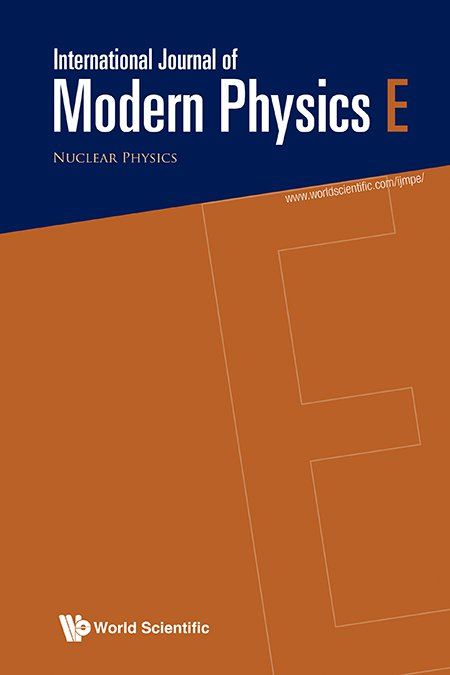 International Journal of
Modern Physics E
NUCLEAR PHYSICS
www.worldscientific.com/ijmpe/
E
World Scientific